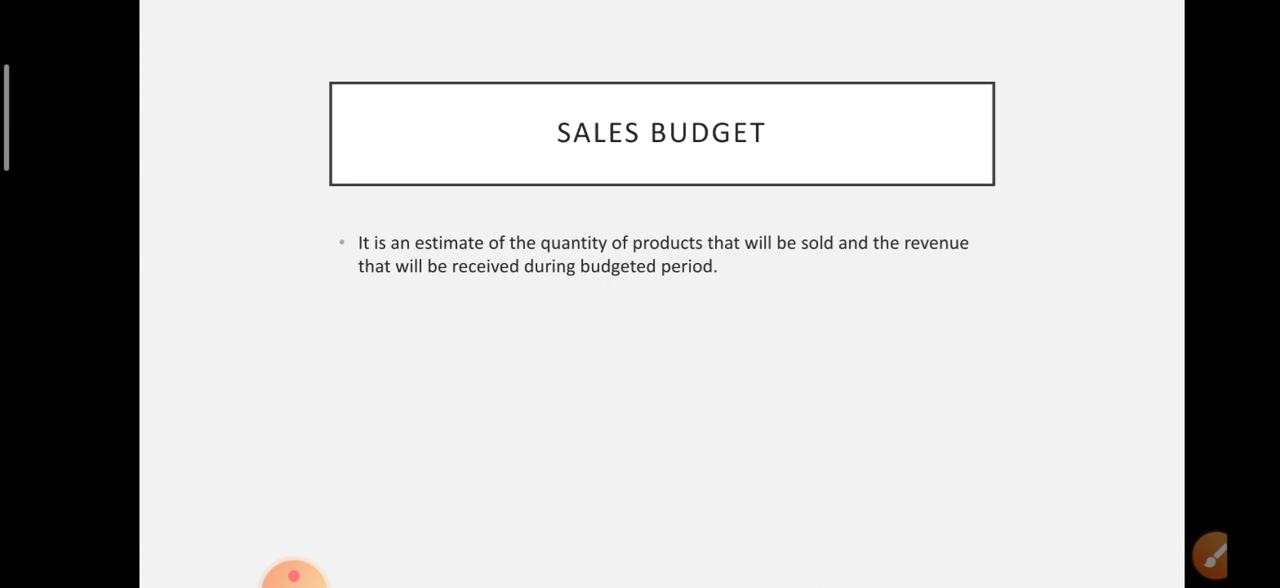 SALES BUDGET
• It is an estimate of the quantity of products that will be sold and the revenue
that will be received during budgeted period.